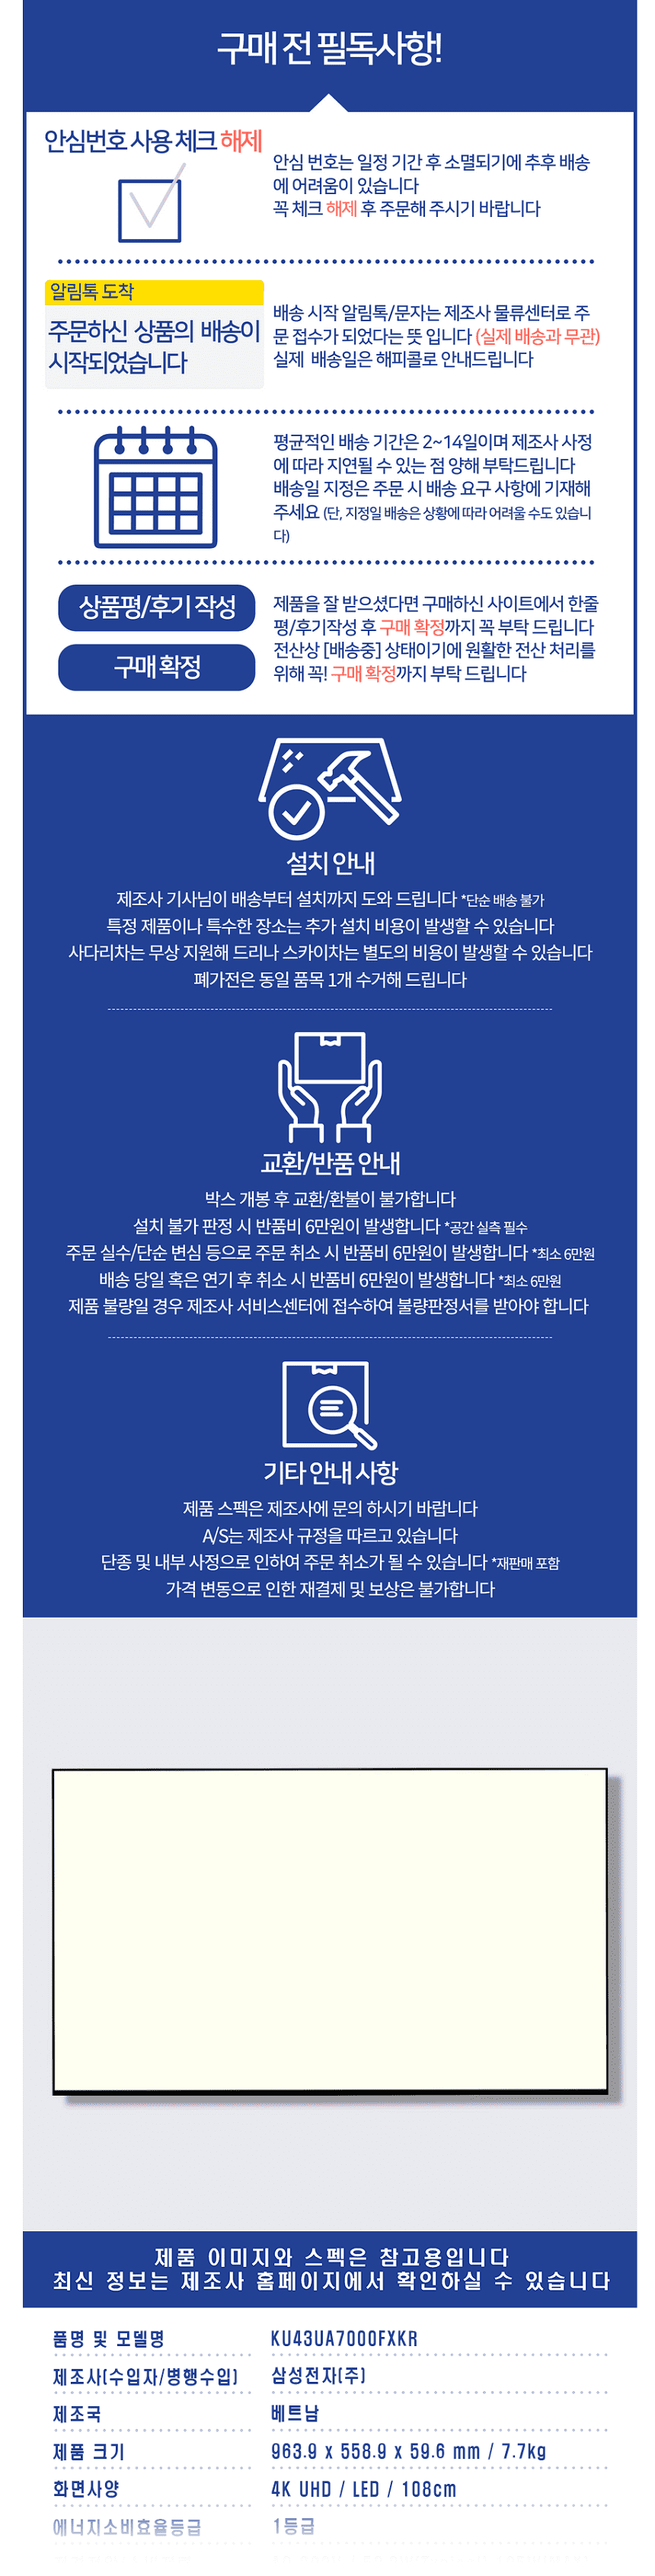 구매 전 필독사항!
안심번호 사용 체크 해제
안심 번호는 일정 기간 후 소멸되기에 추후 배송
에 어려움이 있습니다
꼭 체크 해제 후 주문해 주시기 바랍니다
알림톡 도착
주문하신 상품의 배송이
시작되었습니다
배송 시작 알림톡/문자는 제조사 물류센터로 주
문 접수가 되었다는 뜻 입니다 (실제 배송과 무관)
실제 배송일은 해피콜로 안내드립니다
평균적인 배송 기간은 2~14일이며 제조사 사정
에 따라 지연될 수 있는 점 양해 부탁드립니다
배송일 지정은 주문 시 배송 요구 사항에 기재해
주세요 (단, 지정일 배송은 상황에 따라 어려울 수도 있습니
다)
상품평/후기 작성
구매 확정
제품을 잘 받으셨다면 구매하신 사이트에서 한줄
평/후기작성 후 구매 확정까지 꼭 부탁 드립니다
전산상 [배송중] 상태이기에 원활한 전산 처리를
위해 꼭! 구매 확정까지 부탁 드립니다
설치 안내
제조사 기사님이 배송부터 설치까지 도와 드립니다 *단순 배송 불가
특정 제품이나 특수한 장소는 추가 설치 비용이 발생할 수 있습니다
사다리차는 무상 지원해 드리나 스카이차는 별도의 비용이 발생할 수 있습니다
폐가전은 동일 품목 1개 수거해 드립니다
교환/반품 안내
박스 개봉 후 교환/환불이 불가합니다
설치 불가 판정 시 반품비 6만원이 발생합니다 *공간 실측 필수
주문 실수/단순 변심 등으로 주문 취소 시 반품비 6만원이 발생합니다 *최소 6만원
배송 당일 혹은 연기 후 취소 시 반품비 6만원이 발생합니다 *최소 6만원
제품 불량일 경우 제조사 서비스센터에 접수하여 불량판정서를 받아야 합니다
기타 안내 사항
제품 스펙은 제조사에 문의 하시기 바랍니다
A/S는 제조사 규정을 따르고 있습니다
단종 및 내부 사정으로 인하여 주문 취소가 될 수 있습니다 *재판매 포함
가격 변동으로 인한 재결제 및 보상은 불가합니다
제품 이미지와 스펙은 참고용입니다
최신 정보는 제조사 홈페이지에서 확인하실 수 있습니다
품명 및 모델명 KU43UA7000FXKR
제조사(수입자/병행수입) 삼성전자(주)
제조국 베트남
제품 크기 963.9 x 558.9 x 59.6 mm / 7.7kg
화면사양 4K UHD / LED / 108cm
에너지소비효율등급 1등급